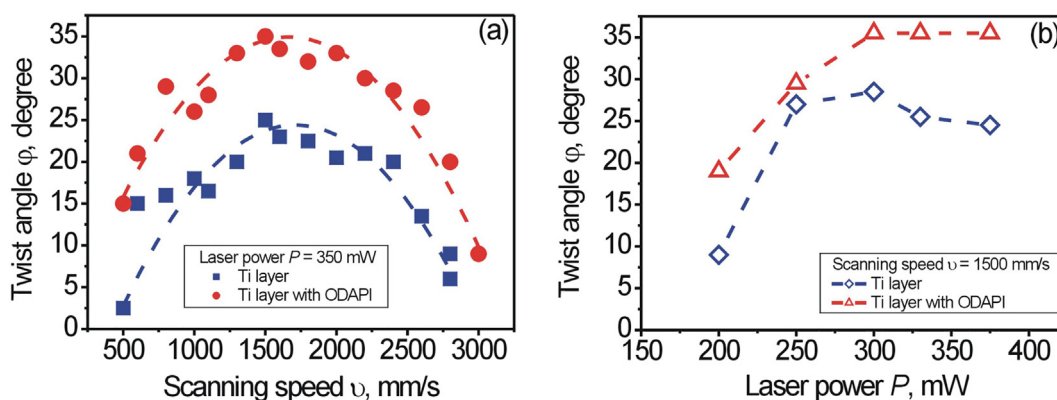 (a)
Twist angle φ, degree
35
30
25
20
15
10
5
0
Laser power P = 350 mW
Ti layer
Ti layer with ODAPI
500 1000 1500 2000 2500 3000
Scanning speed υ, mm/s
(b)
Twist angle φ, degree
35
30
25
20
15
10
5
0
Scanning speed υ = 1500 mm/s
Ti layer
Ti layer with ODAPI
150 200 250 300 350 400
Laser power P, mW